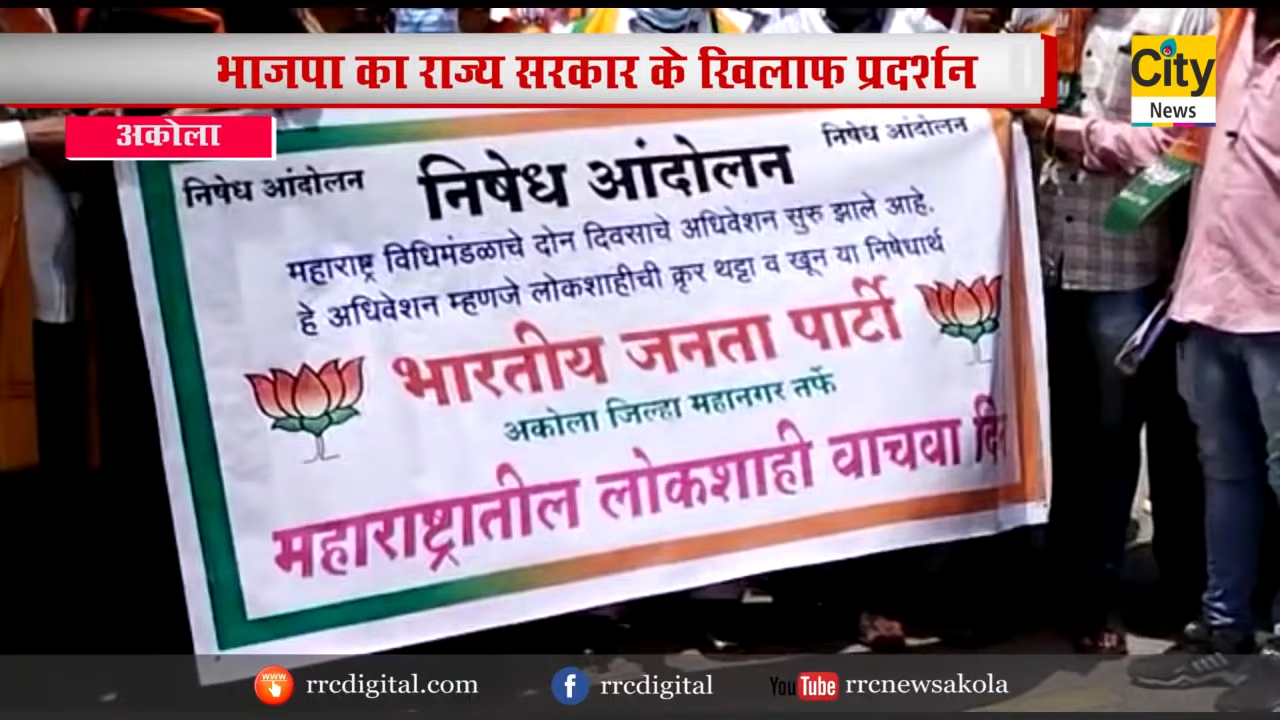 भाजपा का राज्य सरकार के खिलाफ प्रदर्शन
City
News
अकोला
निषेध आंदोलन
निषेध आंदोलन
निषेध आंदोलन
महाराष्ट्र विधिमंडळाचे दोन दिवसाचे अधिवेशन सुरु झाले आहे.
हे अधिवेशन म्हणजे लोकशाहीची क्रूर थट्टा व खून या निषेधार्थ
भारतीय जनता पार्टी
अकोला जिल्हा महानगर तर्फे
महाराष्ट्रातील लोकशाही वाचवा
rrcdigital.com
f rrcdigital
YouTube rrcnewsakola